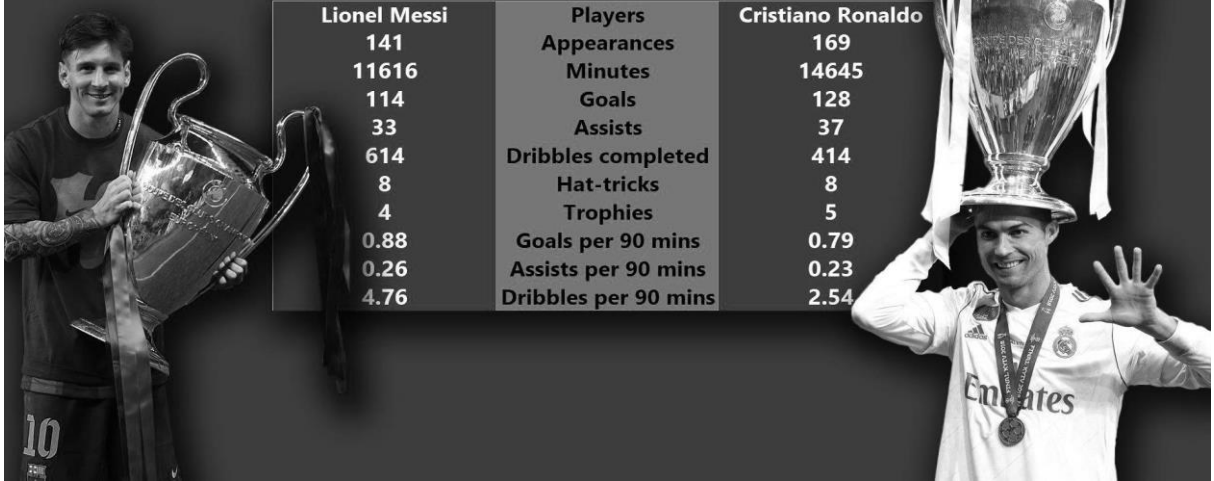 Lionel Messi Players Cristiano Ronaldo
141 Appearances 169
11616 Minutes 14645
114 Goals 128
33 Assists 37
614 Dribbles completed 414
8 Hat-tricks 8
4 Trophies 5
0.88 Goals per 90 mins 0.79
0.26 Assists per 90 mins 0.23
4.76 Dribbles per 90 mins 2.54
adidas
Emirates
10